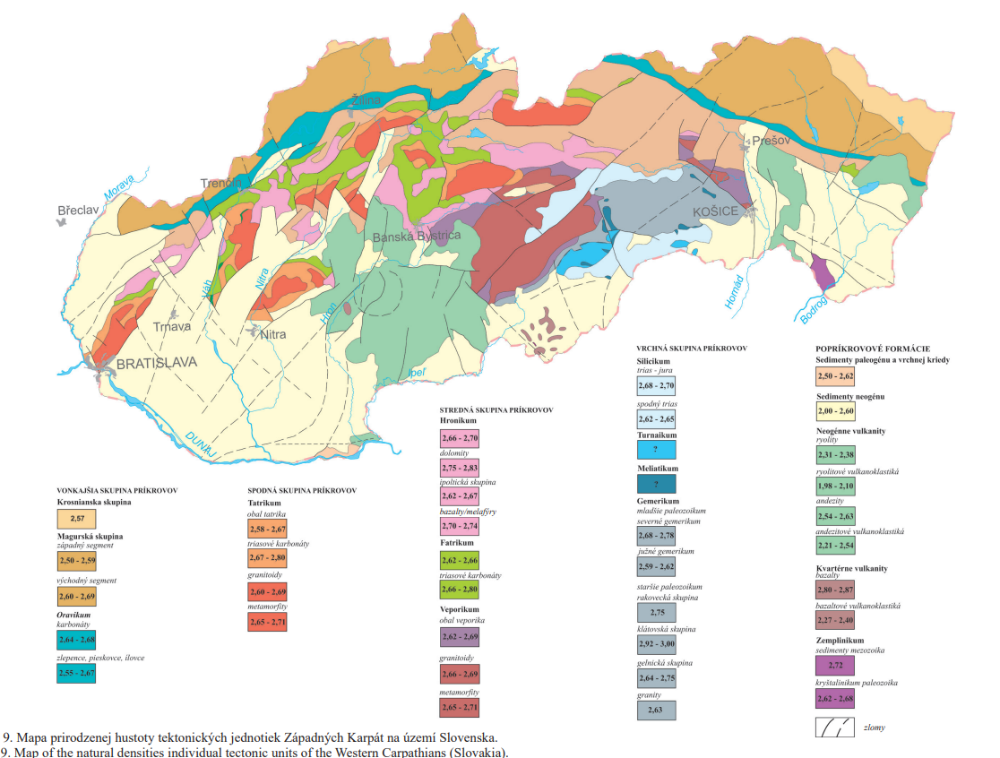 Žilina
Prešov
Morava
Trenčín
Břeclav
KOŠICE
Banská Bystrica
Váh
Nitra
Hornád
Bodrog
Hron
Trnava
Nitra
BRATISLAVA
Ipeľ
DUNAJ
VONKAJŠIA SKUPINA PRÍKROVOV
Krosnianska skupina
2,57
Magurská skupina
západný segment
2,50 - 2,59
východný segment
2,60 - 2,69
Oravikum
karbonáty
2,64 - 2,68
zlepence, pieskovce, ílovce
2,55 - 2,67
SPODNÁ SKUPINA PRÍKROVOV
Tatrikum
obal tatrika
2,58 - 2,67
triasové karbonáty
2,67 - 2,80
granitoidy
2,60 - 2,69
metamorfity
2,65 - 2,71
STREDNÁ SKUPINA PRÍKROVOV
Hronikum
2,66 - 2,70
dolomity
2,75 - 2,83
ipoltická skupina
2,62 - 2,67
bazalty/melafýry
2,70 - 2,74
Fatrikum
2,62 - 2,66
triasové karbonáty
2,66 - 2,80
Veporikum
obal veporika
2,62 - 2,69
granitoidy
2,66 - 2,69
metamorfity
2,65 - 2,71
VRCHNÁ SKUPINA PRÍKROVOV
Silicikum
trias - jura
2,68 - 2,70
spodný trias
2,62 - 2,65
Turnaikum
?
Meliatikum
?
Gemerikum
mladšie paleozoikum
severné gemerikum
2,68 - 2,78
južné gemerikum
2,59 - 2,62
staršie paleozoikum
rakovecká skupina
2,75
klátovská skupina
2,92 - 3,00
gelnická skupina
2,64 - 2,75
granity
2,63
POPRÍKROVOVÉ FORMÁCIE
Sedimenty paleogénu a vrchnej kriedy
2,50 - 2,62
Sedimenty neogénu
2,00 - 2,60
Neogénne vulkanity
ryolity
2,31 - 2,38
ryolitové vulkanoklastiká
1,98 - 2,10
andezity
2,54 - 2,63
andezitové vulkanoklastiká
2,21 - 2,54
Kvartérne vulkanity
bazalty
2,80 - 2,87
bazaltové vulkanoklastiká
2,27 - 2,40
Zemplinikum
sedimenty mezozoika
2,72
kryštalinikum paleozoika
2,62 - 2,68
zlomy
9. Mapa prirodzenej hustoty tektonických jednotiek Západných Karpát na území Slovenska.
9. Map of the natural densities individual tectonic units of the Western Carpathians (Slovakia).